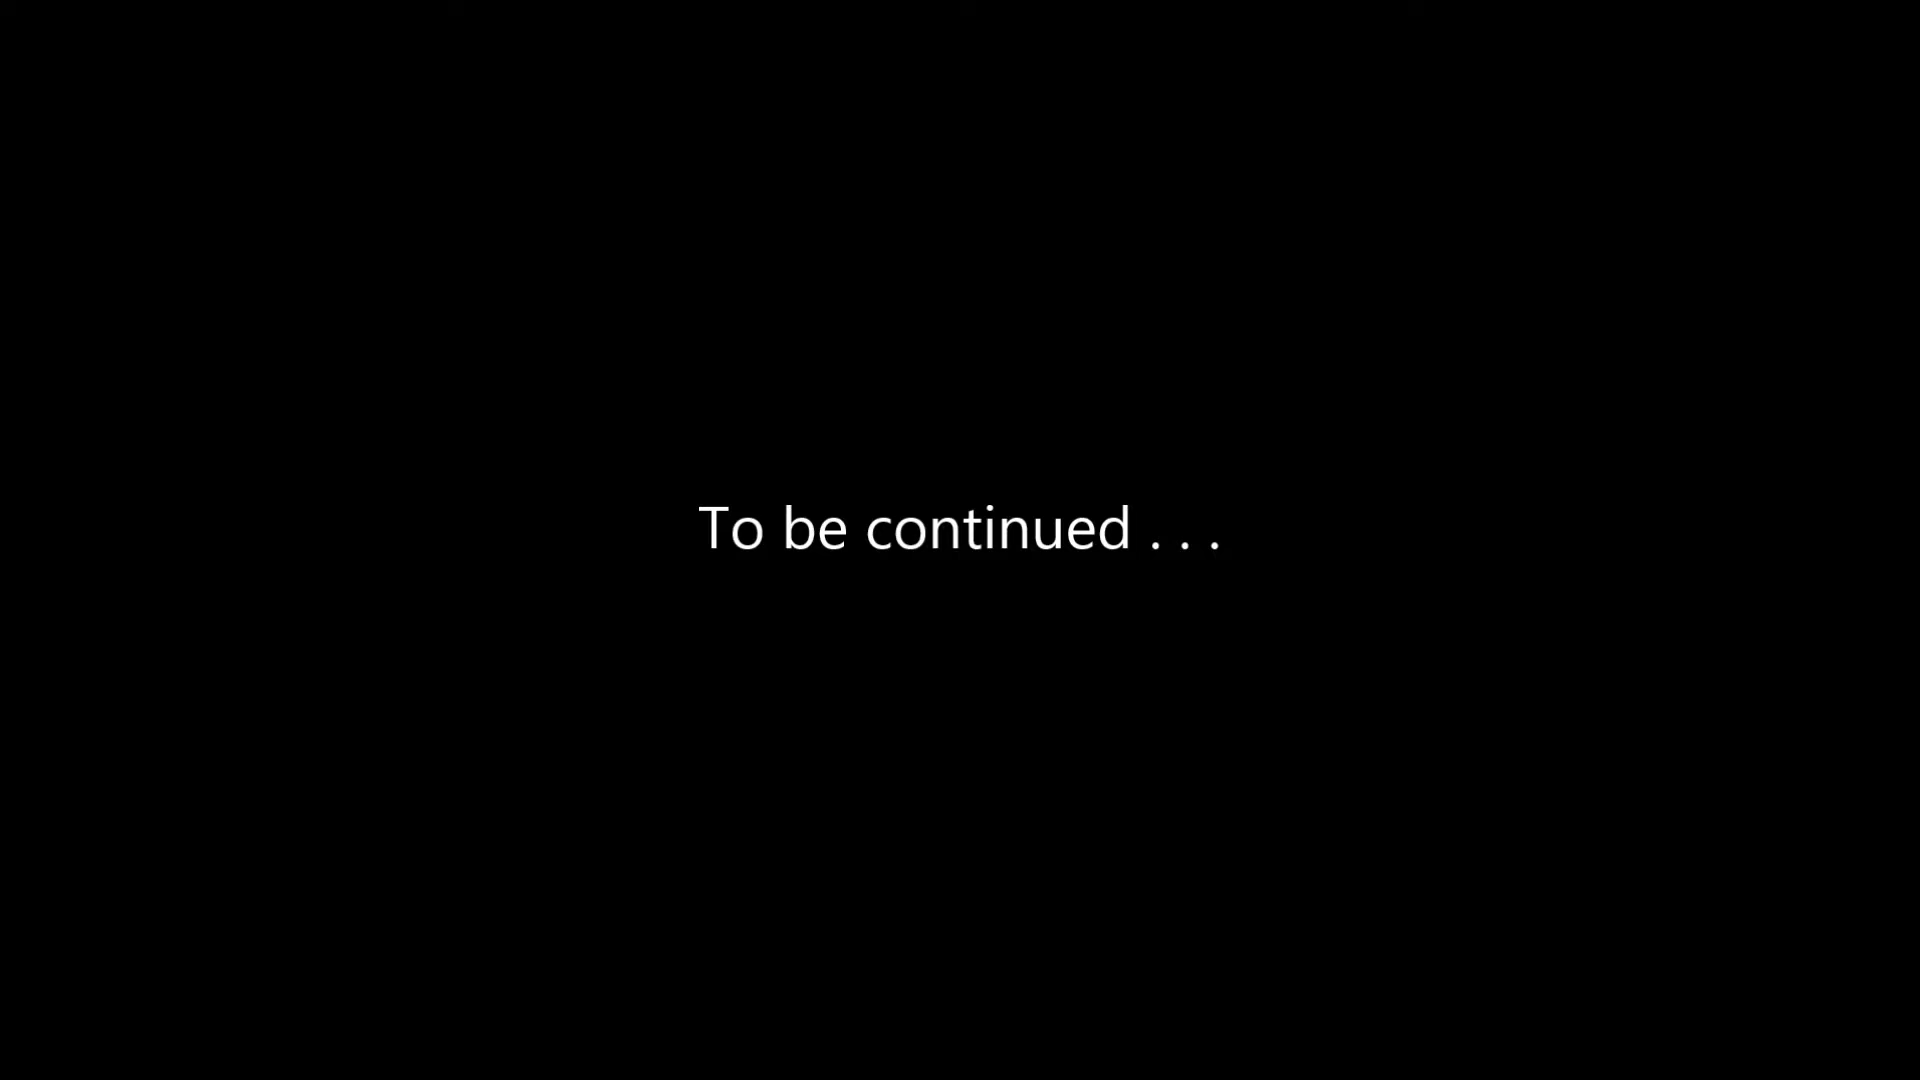 To be continued . . .